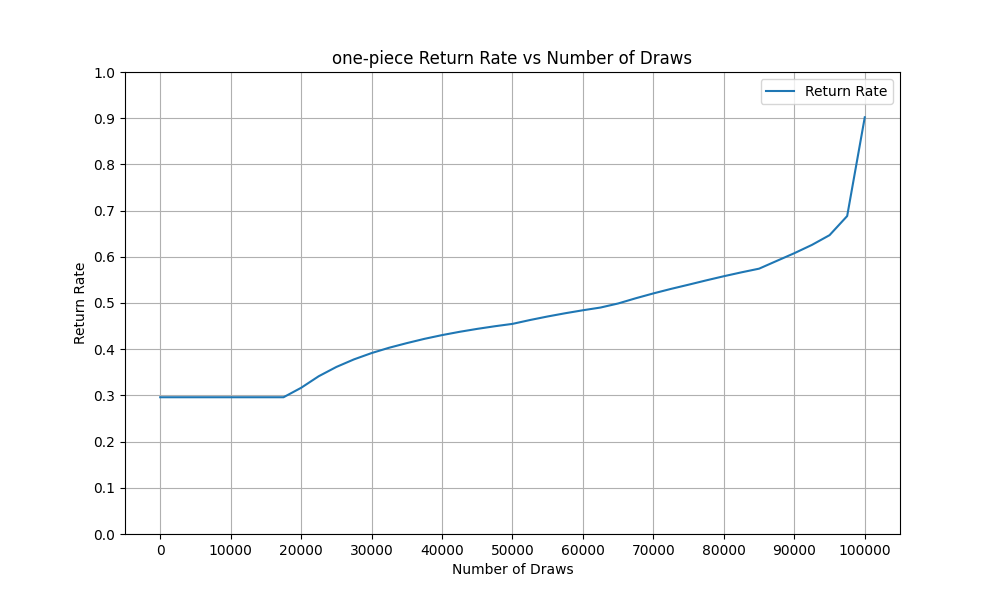 one-piece Return Rate vs Number of Draws
Return Rate
1.0
0.9
0.8
0.7
0.6
0.5
0.4
0.3
0.2
0.1
0.0
Return Rate
0 10000 20000 30000 40000 50000 60000 70000 80000 90000 100000
Number of Draws